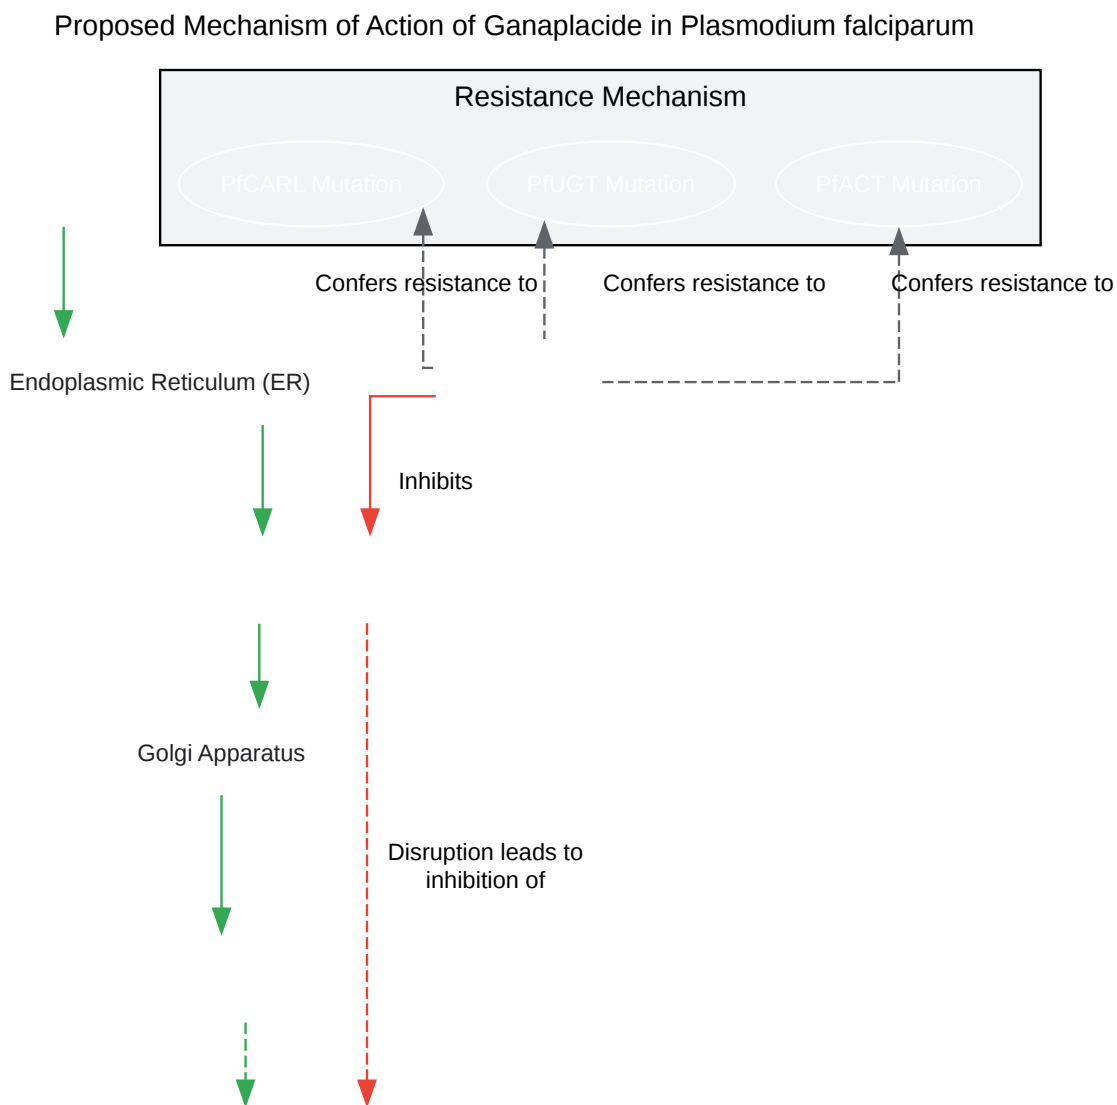 Proposed Mechanism of Action of Ganaplacide in Plasmodium falciparum
Resistance Mechanism
PfCARL Mutation
PfUGT Mutation
PfACT Mutation
Confers resistance to
Confers resistance to
Confers resistance to
Endoplasmic Reticulum (ER)
Inhibits
Golgi Apparatus
Disruption leads to
inhibition of